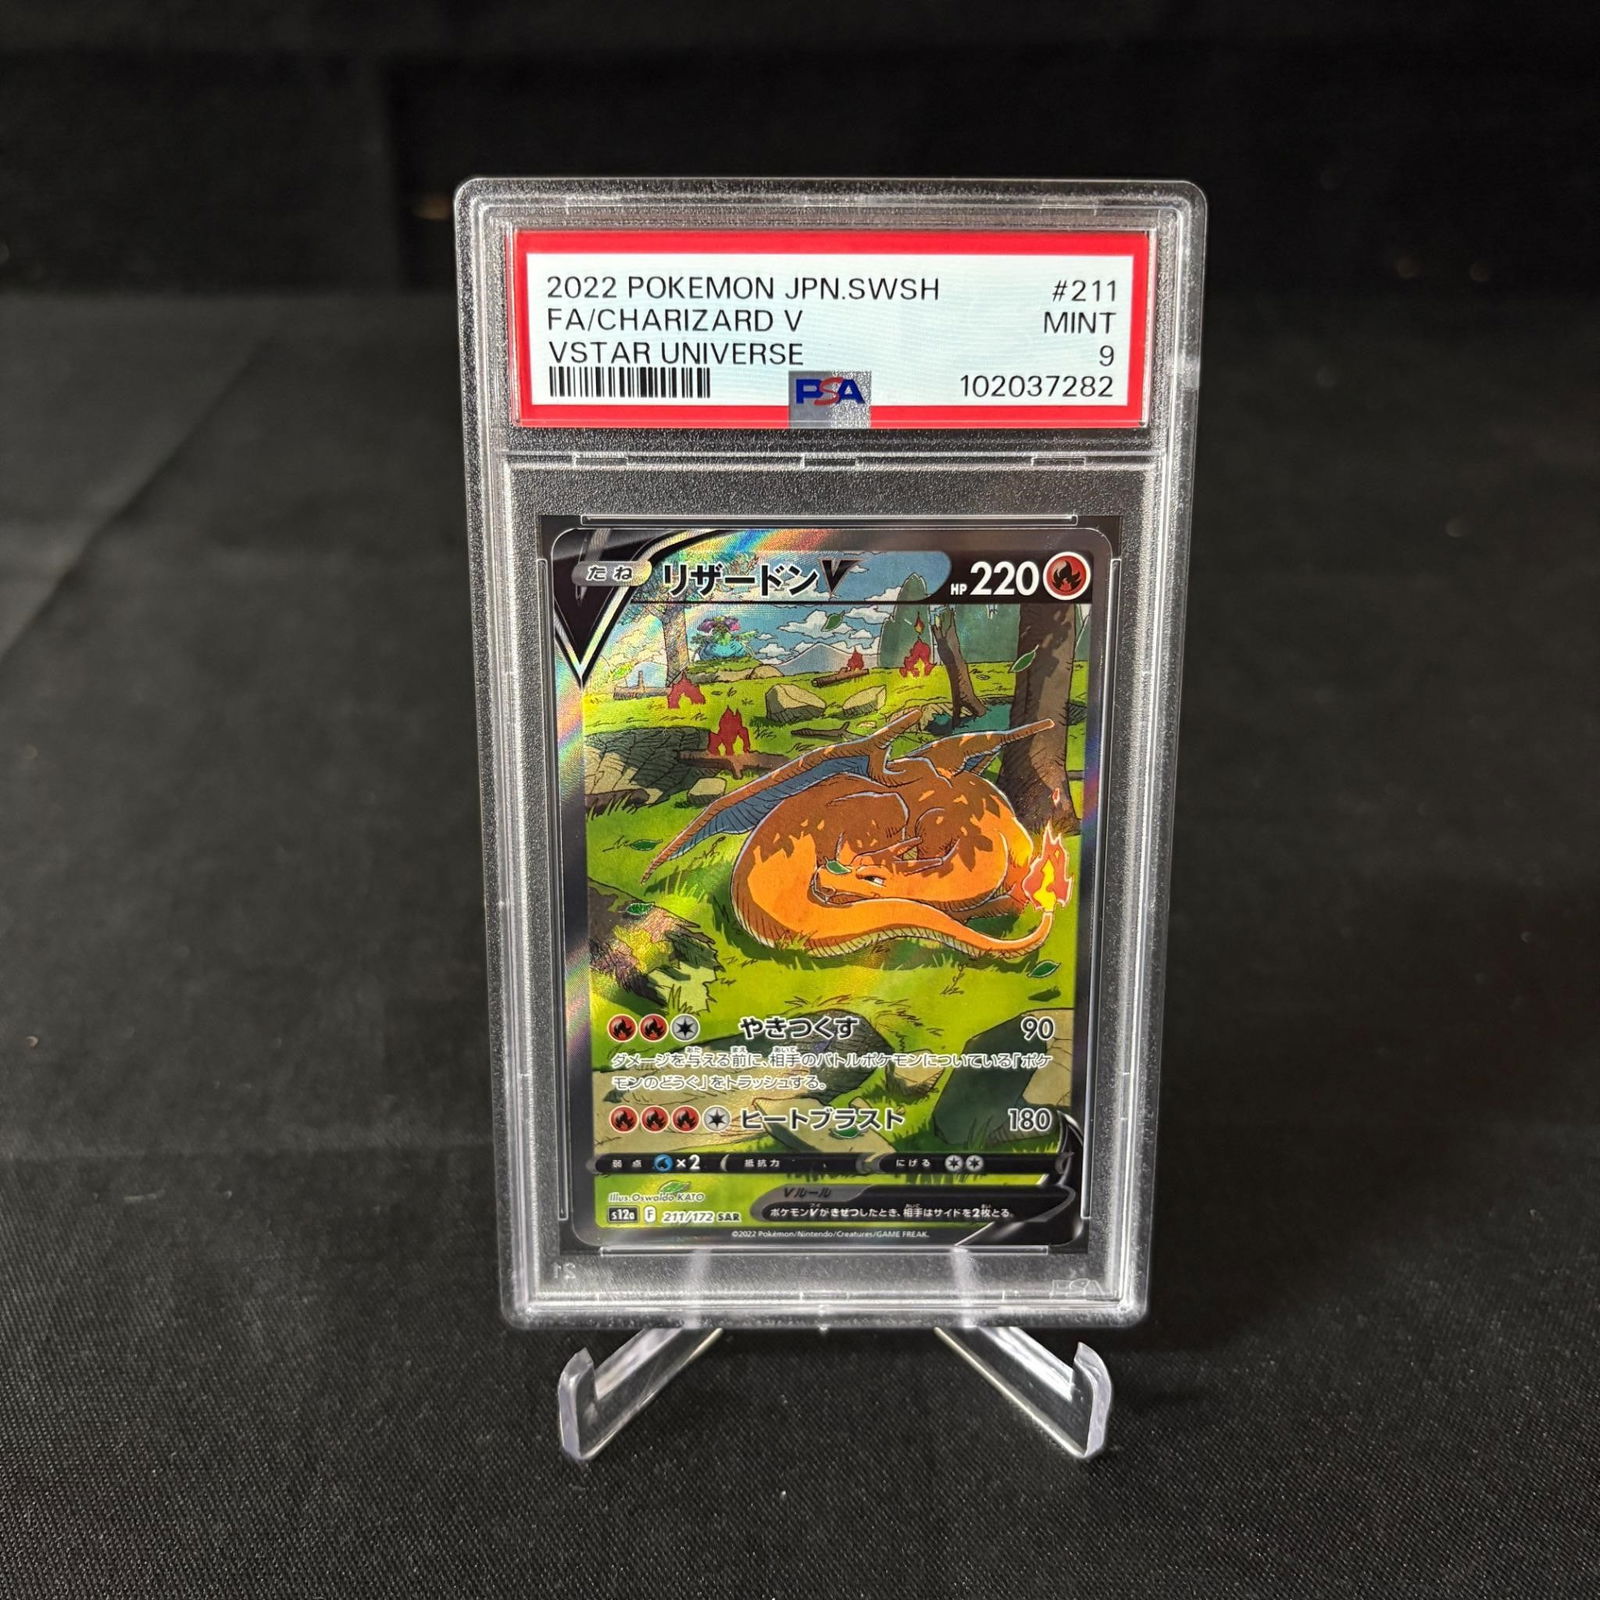 2022 POKEMON JPN.SWSH #211
FA/CHARIZARD V MINT
VSTAR UNIVERSE 9
PSA 102037282
たね リザードンV HP 220
やきつくす 90
ダメージを与える前に、相手のバトルポケモンについている「ポケ
モンのどうぐ」をトラッシュする。
ヒートブラスト 180
弱点 ×2 抵抗力 にげる
Illus. Oswaldo KATO
Vルール
ポケモンVがきぜつしたとき、相手はサイドを2枚とる。
s12a F 211/172 SAR
©2022 Pokémon/Nintendo/Creatures/GAME FREAK.